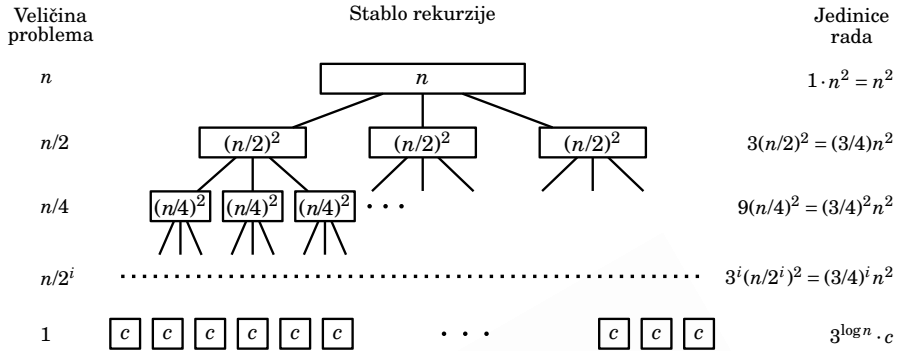 Veličina problema
Stablo rekurzije
Jedinice rada
n
n
1 · n² = n²
n/2
(n/2)² (n/2)² (n/2)²
3(n/2)² = (3/4)n²
n/4
(n/4)² (n/4)² (n/4)² · · ·
9(n/4)² = (3/4)²n²
n/2ⁱ
3ⁱ(n/2ⁱ)² = (3/4)ⁱn²
1
c c c c c c · · · c c c
3^{log n} · c